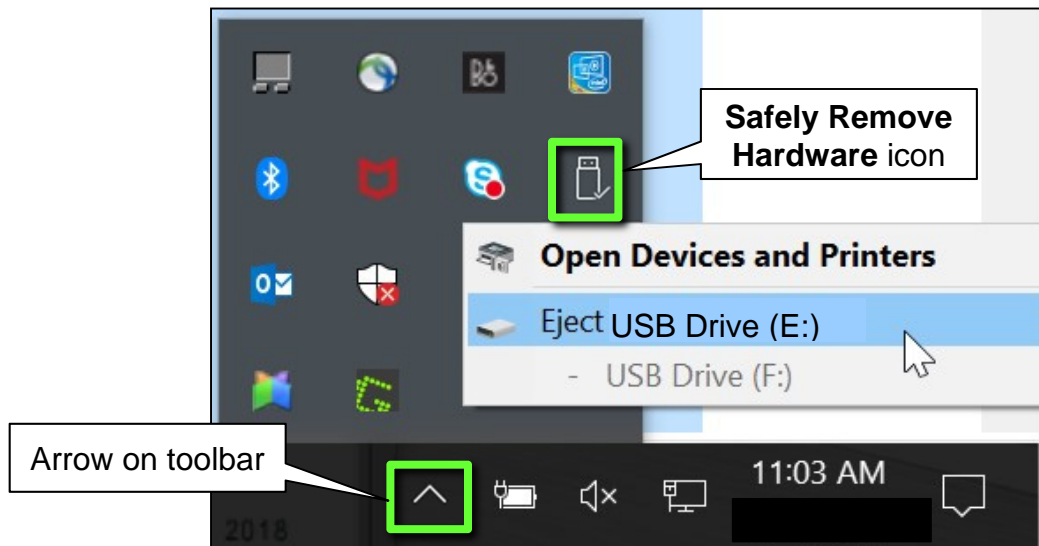 Safely Remove
Hardware icon
Open Devices and Printers
Eject USB Drive (E:)
- USB Drive (F:)
Arrow on toolbar
11:03 AM
2018